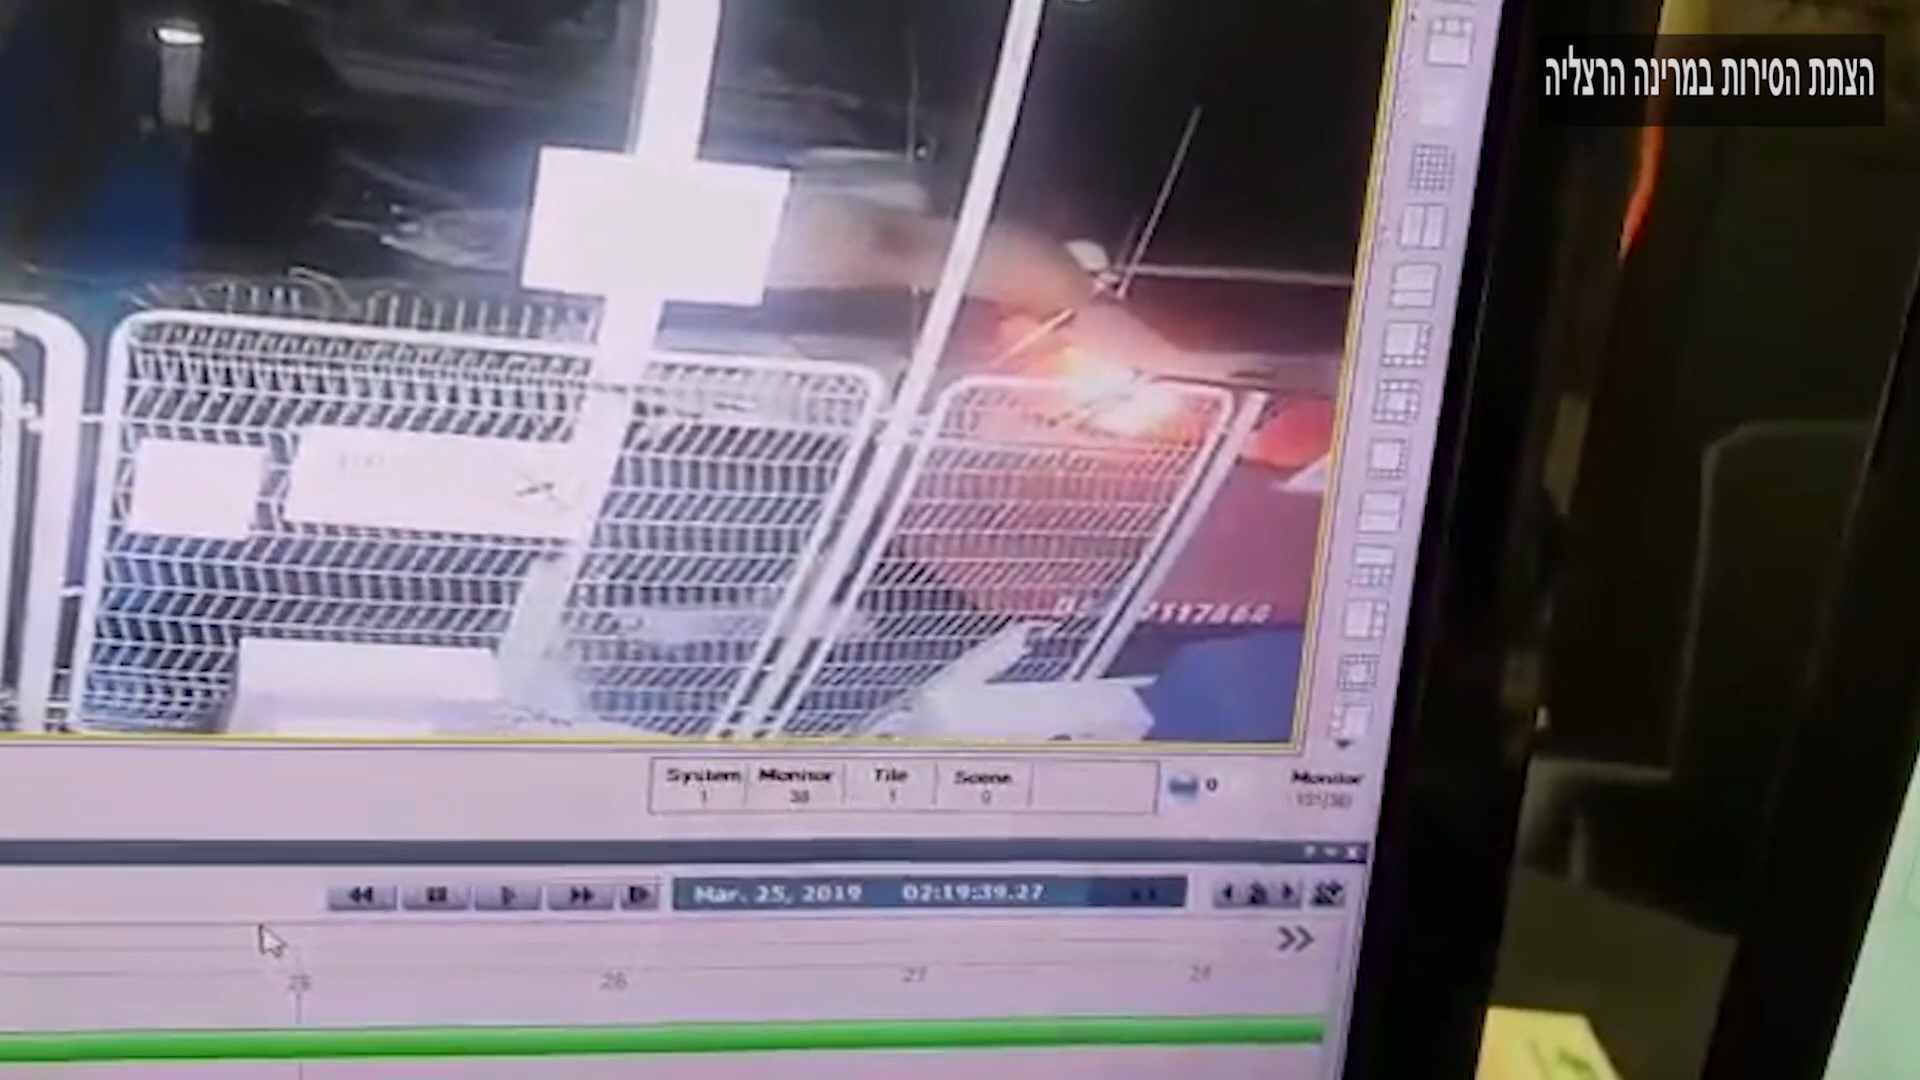 הצתת הסירות במרינה הרצליה
System Monitor Tile Scene
1 38 1 0
0
Monitor
Mar. 25, 2019 02:19:39.27
26 27